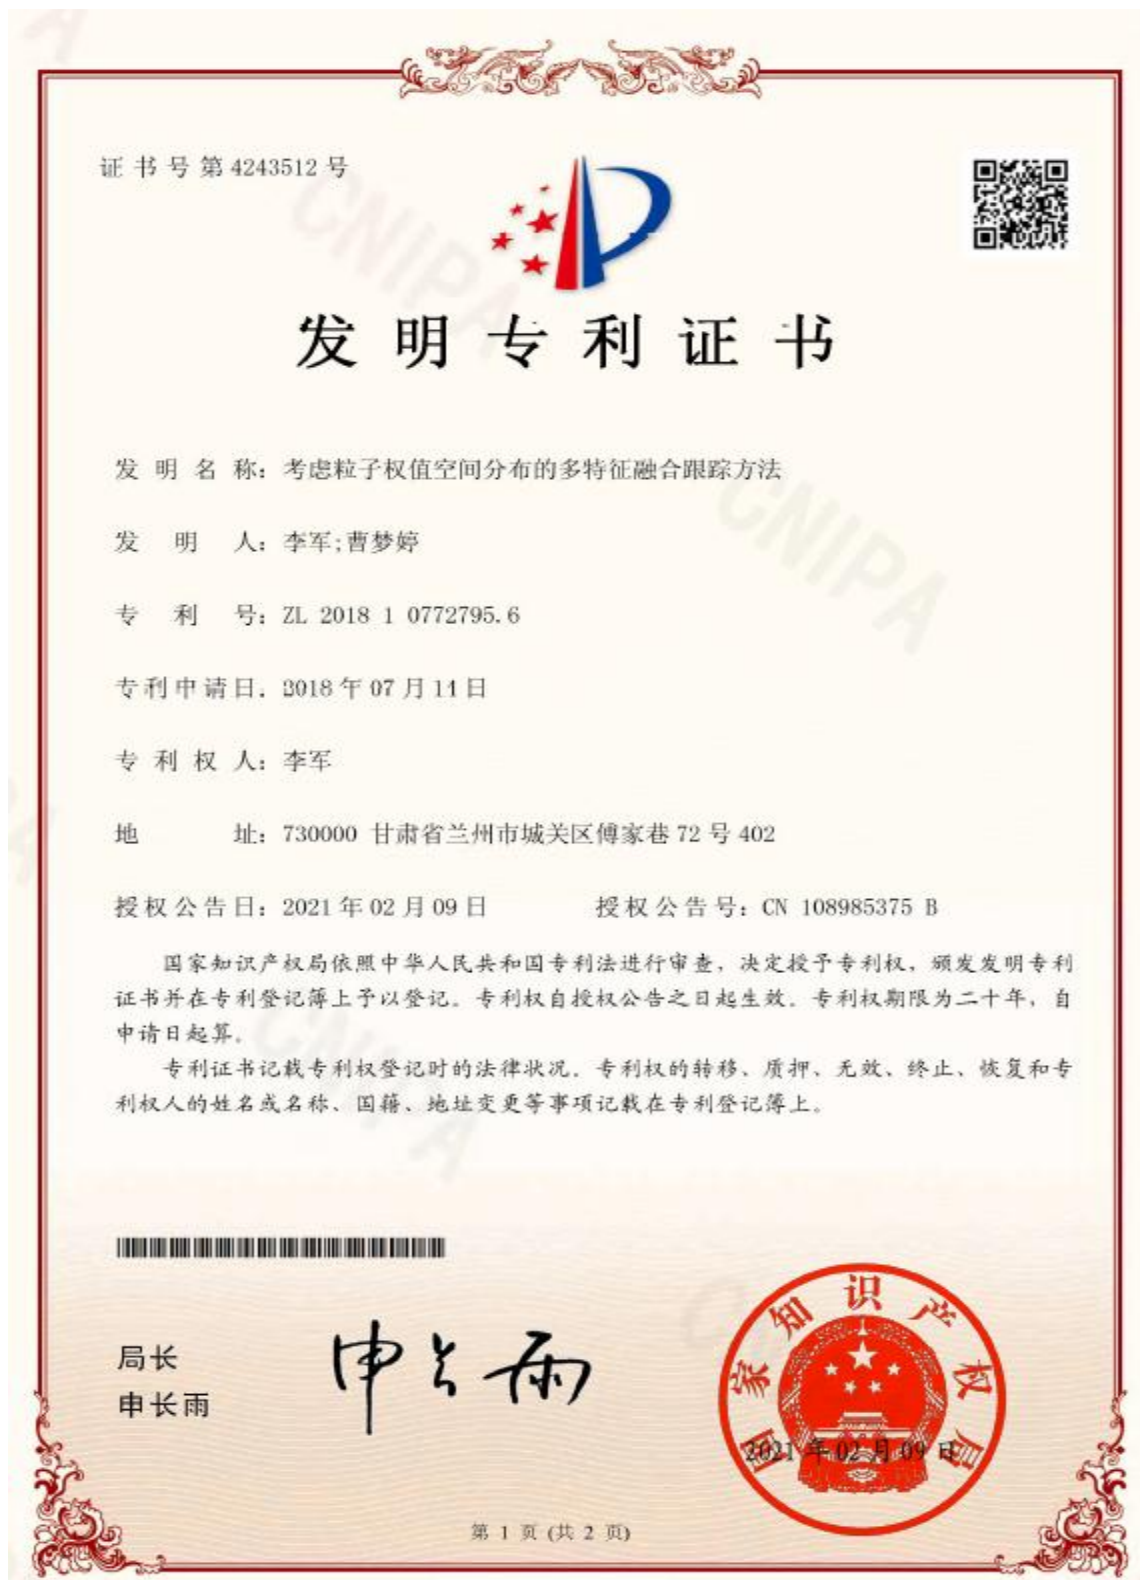 证书号第4243512号
发明专利证书
发明名称：考虑粒子权值空间分布的多特征融合跟踪方法
发明人：李军;曹梦婷
专利号：ZL 2018 1 0772795.6
专利申请日：2018年07月14日
专利权人：李军
地址：730000 甘肃省兰州市城关区傅家巷72号402
授权公告日：2021年02月09日 授权公告号：CN 108985375 B
国家知识产权局依照中华人民共和国专利法进行审查，决定授予专利权，颁发发明专利
证书并在专利登记簿上予以登记。专利权自授权公告之日起生效。专利权期限为二十年，自
申请日起算。
专利证书记载专利权登记时的法律状况。专利权的转移、质押、无效、终止、恢复和专
利权人的姓名或名称、国籍、地址变更等事项记载在专利登记簿上。
局长
申长雨
申长雨
国家知识产权局
2021年02月09日
第 1 页 (共 2 页)
CNIPA
CNIPA
CNIPA